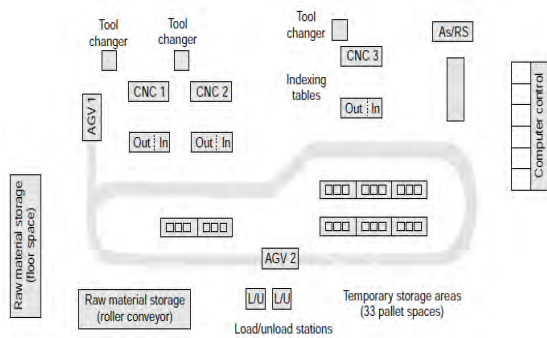 Tool
changer
Tool
changer
Tool
changer
As/RS
CNC 1
CNC 2
CNC 3
Indexing
tables
AGV 1
Out In
Out In
Out In
Computer control
Raw material storage
(floor space)
AGV 2
Raw material storage
(roller conveyor)
L/U
L/U
Load/unload stations
Temporary storage areas
(33 pallet spaces)